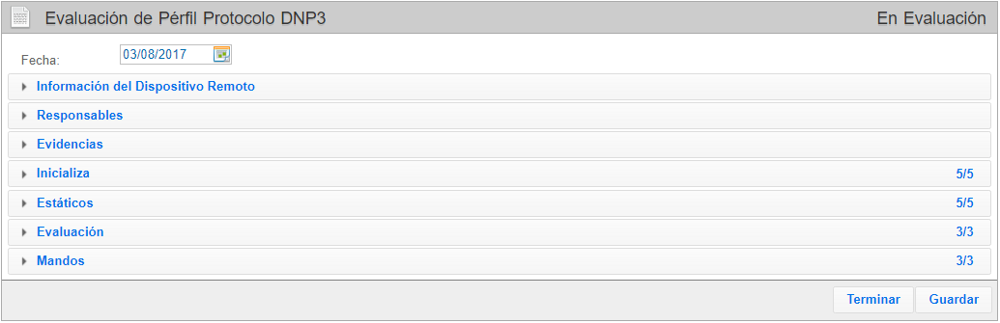 Evaluación de Pérfil Protocolo DNP3 En Evaluación
Fecha: 03/08/2017
Información del Dispositivo Remoto
Responsables
Evidencias
Inicializa 5/5
Estáticos 5/5
Evaluación 3/3
Mandos 3/3
Terminar Guardar